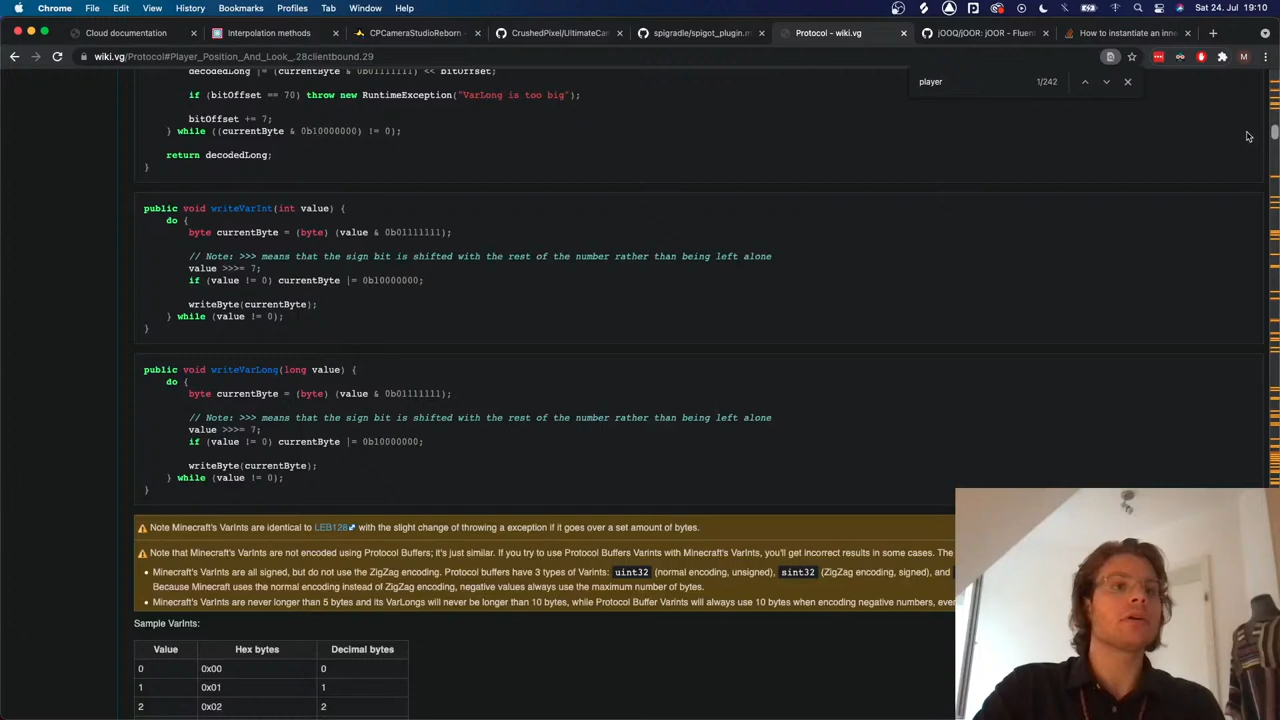 Chrome File Edit View History Bookmarks Profiles Tab Window Help Sat 24. Jul 19:10
Cloud documentation Interpolation methods CPCameraStudioReborn - CrushedPixel/UltimateCam spigradle/spigot_plugin.m Protocol - wiki.vg jOOQ/jOOR: jOOR - Fluent How to instantiate an inne
wiki.vg/Protocol#Player_Position_And_Look_.28clientbound.29
player 1/242
decodedLong |= (currentByte & 0b01111111) << bitOffset;
if (bitOffset == 70) throw new RuntimeException("VarLong is too big");
bitOffset += 7;
} while ((currentByte & 0b10000000) != 0);
return decodedLong;
}
public void writeVarInt(int value) {
do {
byte currentByte = (byte) (value & 0b01111111);
// Note: >>> means that the sign bit is shifted with the rest of the number rather than being left alone
value >>>= 7;
if (value != 0) currentByte |= 0b10000000;
writeByte(currentByte);
} while (value != 0);
}
public void writeVarLong(long value) {
do {
byte currentByte = (byte) (value & 0b01111111);
// Note: >>> means that the sign bit is shifted with the rest of the number rather than being left alone
value >>>= 7;
if (value != 0) currentByte |= 0b10000000;
writeByte(currentByte);
} while (value != 0);
}
Note Minecraft's VarInts are identical to LEB128 with the slight change of throwing a exception if it goes over a set amount of bytes.
Note that Minecraft's VarInts are not encoded using Protocol Buffers; it's just similar. If you try to use Protocol Buffers Varints with Minecraft's VarInts, you'll get incorrect results in some cases. The
• Minecraft's VarInts are all signed, but do not use the ZigZag encoding. Protocol buffers have 3 types of Varints: uint32 (normal encoding, unsigned), sint32 (ZigZag encoding, signed), and
Because Minecraft uses the normal encoding instead of ZigZag encoding, negative values always use the maximum number of bytes.
• Minecraft's VarInts are never longer than 5 bytes and its VarLongs will never be longer than 10 bytes, while Protocol Buffer Varints will always use 10 bytes when encoding negative numbers, eve
Sample VarInts:
Value Hex bytes Decimal bytes
0 0x00 0
1 0x01 1
2 0x02 2